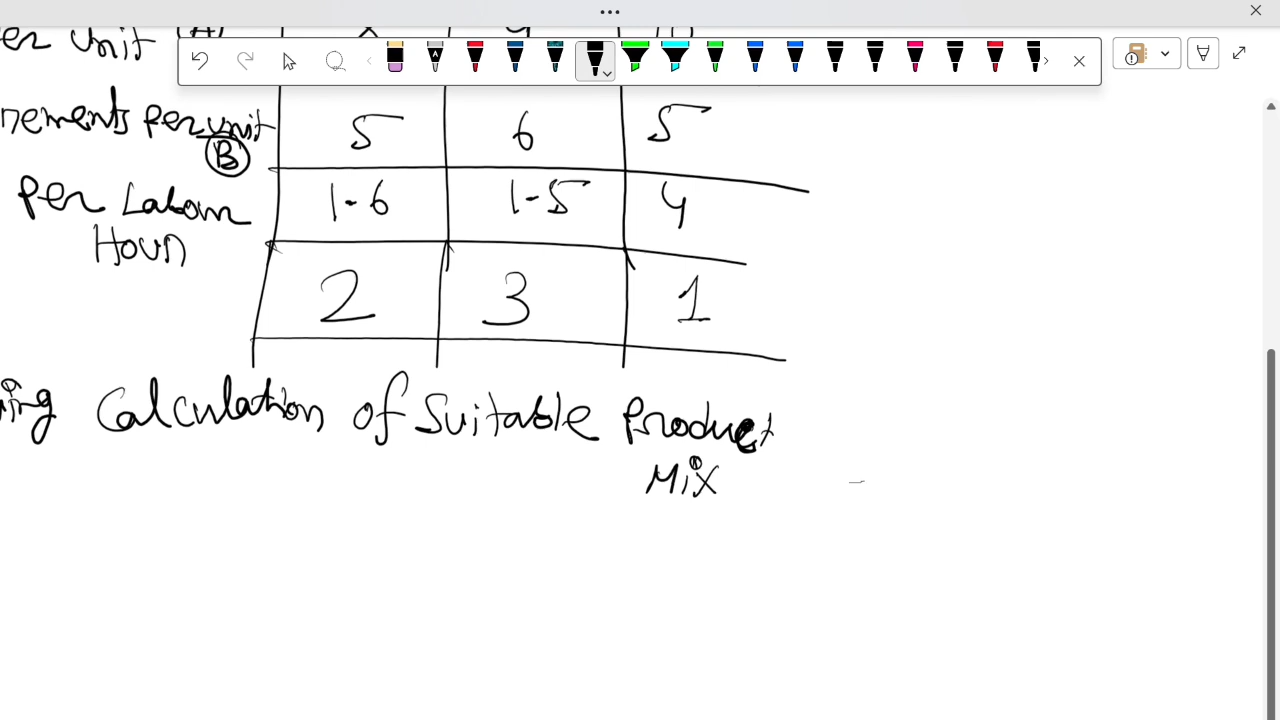 er unit (A)
nements per unit 5 6 5
B
Per Labour 1-6 1-5 4
Hour
2 3 1
ing Calculation of Suitable Product
Mix